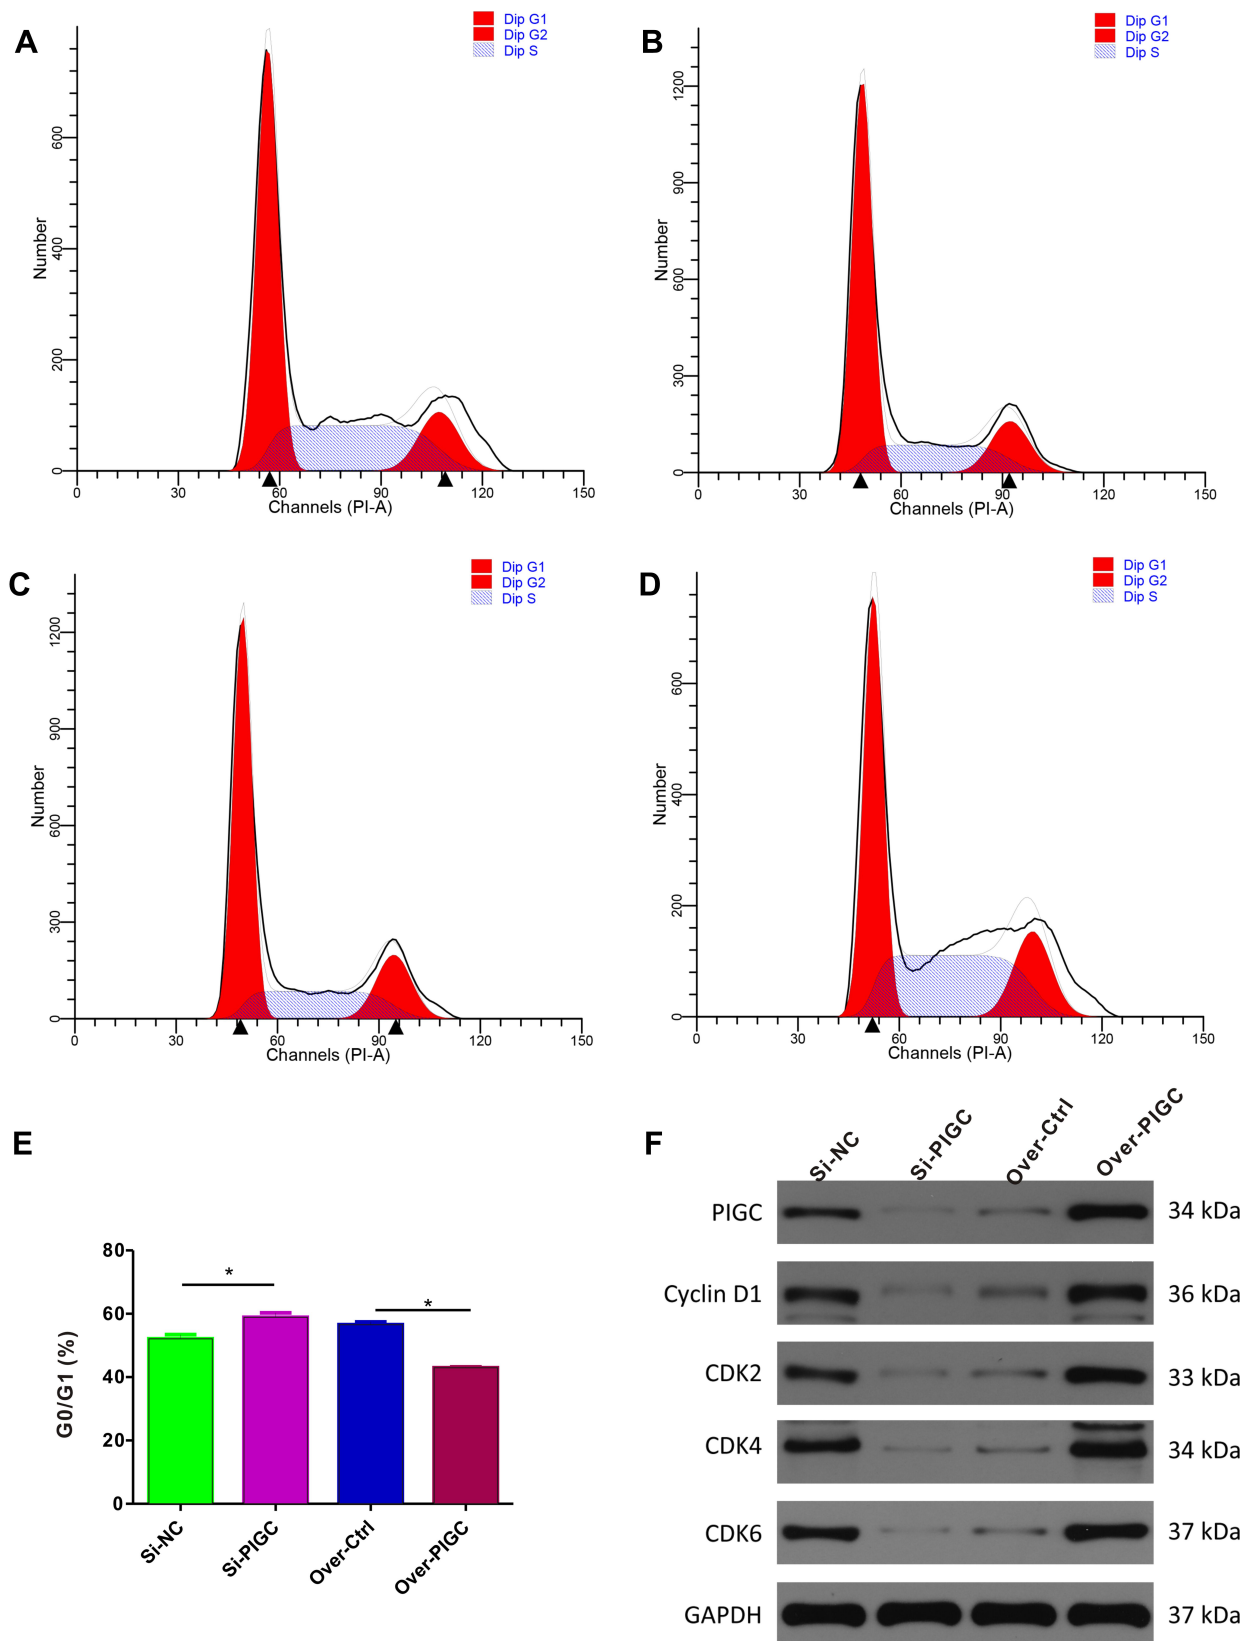 A
Dip G1
Dip G2
Dip S
Number
0
200
400
600
0
30
60
90
120
150
Channels (PI-A)
B
Dip G1
Dip G2
Dip S
Number
0
300
600
900
1200
0
30
60
90
120
150
Channels (PI-A)
C
Dip G1
Dip G2
Dip S
Number
0
300
600
900
1200
0
30
60
90
120
150
Channels (PI-A)
D
Dip G1
Dip G2
Dip S
Number
0
200
400
600
0
30
60
90
120
150
Channels (PI-A)
E
G0/G1 (%)
80
60
40
20
0
*
*
Si-NC
Si-PIGC
Over-Ctrl
Over-PIGC
F
Si-NC
Si-PIGC
Over-Ctrl
Over-PIGC
PIGC
34 kDa
Cyclin D1
36 kDa
CDK2
33 kDa
CDK4
34 kDa
CDK6
37 kDa
GAPDH
37 kDa